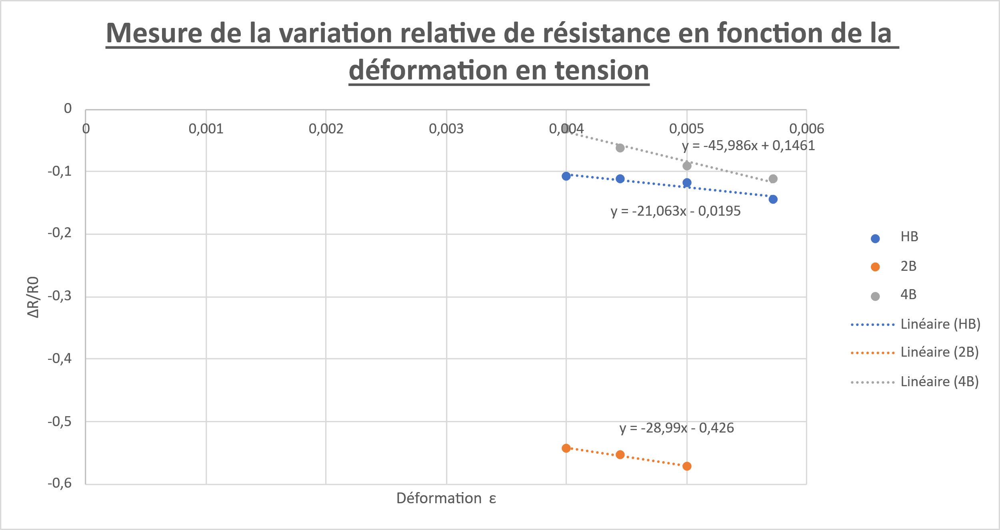 Mesure de la variation relative de résistance en fonction de la
déformation en tension
0
0
0,001
0,002
0,003
0,004
0,005
0,006
y = -45,986x + 0,1461
-0,1
y = -21,063x - 0,0195
-0,2
HB
2B
ΔR/R0
-0,3
4B
Linéaire (HB)
-0,4
Linéaire (2B)
Linéaire (4B)
-0,5
y = -28,99x - 0,426
-0,6
Déformation ε